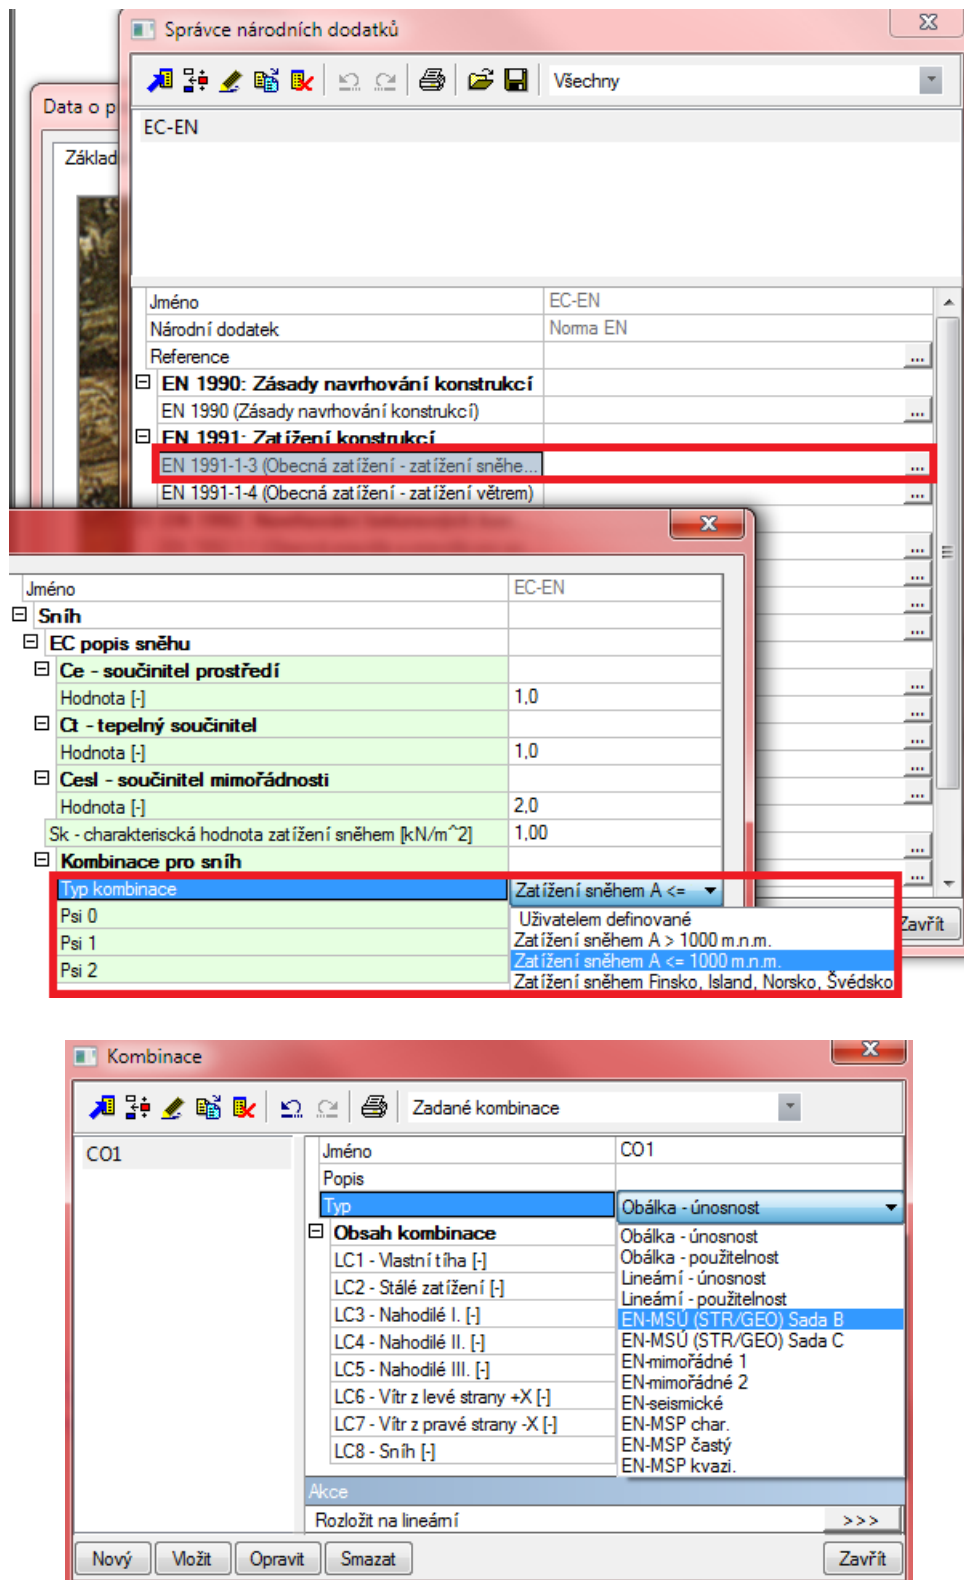 Správce národních dodatků
Všechny
Data o p
EC-EN
Základ
Jméno EC-EN
Národní dodatek Norma EN
Reference ...
EN 1990: Zásady navrhování konstrukcí
EN 1990 (Zásady navrhování konstrukcí) ...
EN 1991: Zatížení konstrukcí
EN 1991-1-3 (Obecná zatížení - zatížení sněhe... ...
EN 1991-1-4 (Obecná zatížení - zatížení větrem) ...
Jméno EC-EN
Sníh
EC popis sněhu
Ce - součinitel prostředí
Hodnota [-] 1,0
Ct - tepelný součinitel
Hodnota [-] 1,0
Cesl - součinitel mimořádnosti
Hodnota [-] 2,0
Sk - charakteriscká hodnota zatížení sněhem [kN/m^2] 1,00
Kombinace pro sníh
Typ kombinace Zatížení sněhem A <=
Psi 0 Uživatelem definované
Zatížení sněhem A > 1000 m.n.m.
Psi 1
Zatížení sněhem A <= 1000 m.n.m.
Psi 2
Zatížení sněhem Finsko, Island, Norsko, Švédsko
Zavřít
Kombinace
Zadané kombinace
CO1
Jméno CO1
Popis
Typ Obálka - únosnost
Obsah kombinace
LC1 - Vlastní tíha [-]
LC2 - Stálé zatížení [-]
LC3 - Nahodilé I. [-]
LC4 - Nahodilé II. [-]
LC5 - Nahodilé III. [-]
LC6 - Vítr z levé strany +X [-]
LC7 - Vítr z pravé strany -X [-]
LC8 - Sníh [-]
Obálka - únosnost
Obálka - použitelnost
Lineární - únosnost
Lineární - použitelnost
EN-MSÚ (STR/GEO) Sada B
EN-MSÚ (STR/GEO) Sada C
EN-mimořádné 1
EN-mimořádné 2
EN-seismické
EN-MSP char.
EN-MSP častý
EN-MSP kvazi.
Akce
Rozložit na lineární >>>
Nový Vložit Opravit Smazat Zavřít